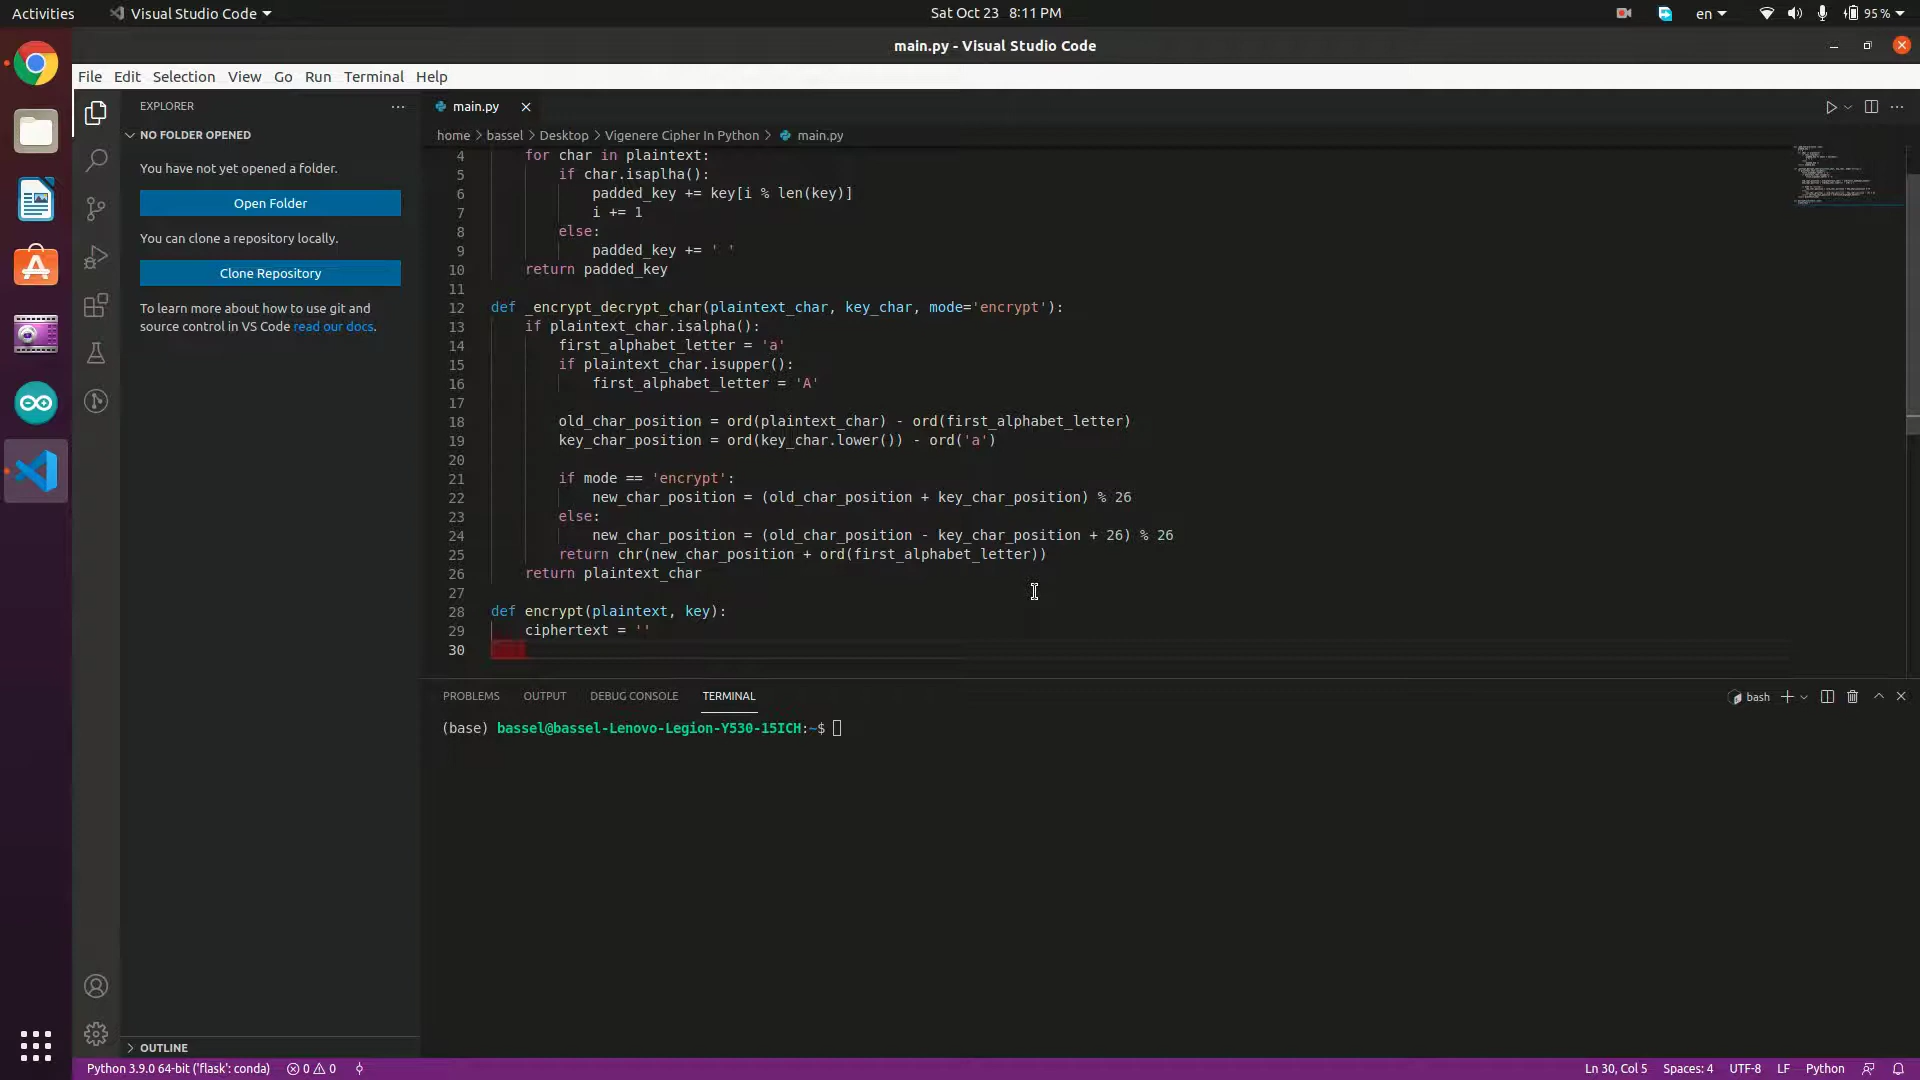 Activities
Visual Studio Code
Sat Oct 23 8:11 PM
en
95 %
main.py - Visual Studio Code
File Edit Selection View Go Run Terminal Help
EXPLORER
NO FOLDER OPENED
You have not yet opened a folder.
Open Folder
You can clone a repository locally.
Clone Repository
To learn more about how to use git and
source control in VS Code read our docs.
OUTLINE
main.py
home > bassel > Desktop > Vigenere Cipher In Python > main.py
4 for char in plaintext:
5 if char.isaplha():
6 padded_key += key[i % len(key)]
7 i += 1
8 else:
9 padded_key += ' '
10 return padded_key
11
12 def _encrypt_decrypt_char(plaintext_char, key_char, mode='encrypt'):
13 if plaintext_char.isalpha():
14 first_alphabet_letter = 'a'
15 if plaintext_char.isupper():
16 first_alphabet_letter = 'A'
17
18 old_char_position = ord(plaintext_char) - ord(first_alphabet_letter)
19 key_char_position = ord(key_char.lower()) - ord('a')
20
21 if mode == 'encrypt':
22 new_char_position = (old_char_position + key_char_position) % 26
23 else:
24 new_char_position = (old_char_position - key_char_position + 26) % 26
25 return chr(new_char_position + ord(first_alphabet_letter))
26 return plaintext_char
27
28 def encrypt(plaintext, key):
29 ciphertext = ''
30
PROBLEMS OUTPUT DEBUG CONSOLE TERMINAL
bash
(base) bassel@bassel-Lenovo-Legion-Y530-15ICH:~$
Python 3.9.0 64-bit ('flask': conda) 0 0
Ln 30, Col 5 Spaces: 4 UTF-8 LF Python